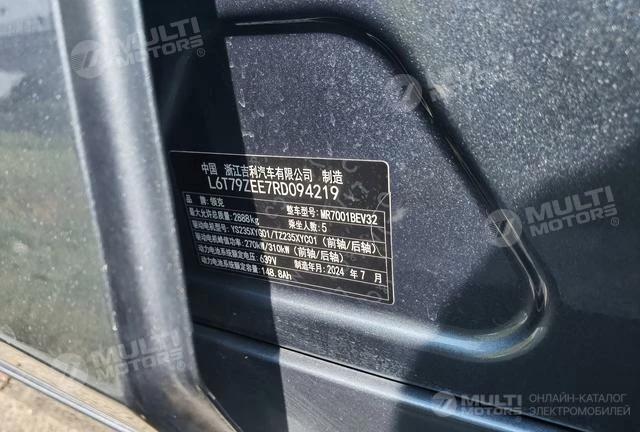 MULTI
MOTORS®
MULTI
MOTORS®
中国 浙江吉利汽车有限公司 制造
L6T79ZEE7RD094219
品 牌：领克 整车型号：MR7001BEV32
最大允许总质量：2888Kg 乘坐人数：5
驱动电机型号：YS235XYG01/TZ235XYC01（前轴/后轴）
驱动电机峰值功率：270kW/310kW（前轴/后轴）
动力电池系统额定电压：639V
动力电池系统额定容量：148.8Ah 制造年月：2024 年 7 月
MULTI
MOTORS®
MULTI
MOTORS®
MULTI
MOTORS®
ОНЛАЙН-КАТАЛОГ
ЭЛЕКТРОМОБИЛЕЙ